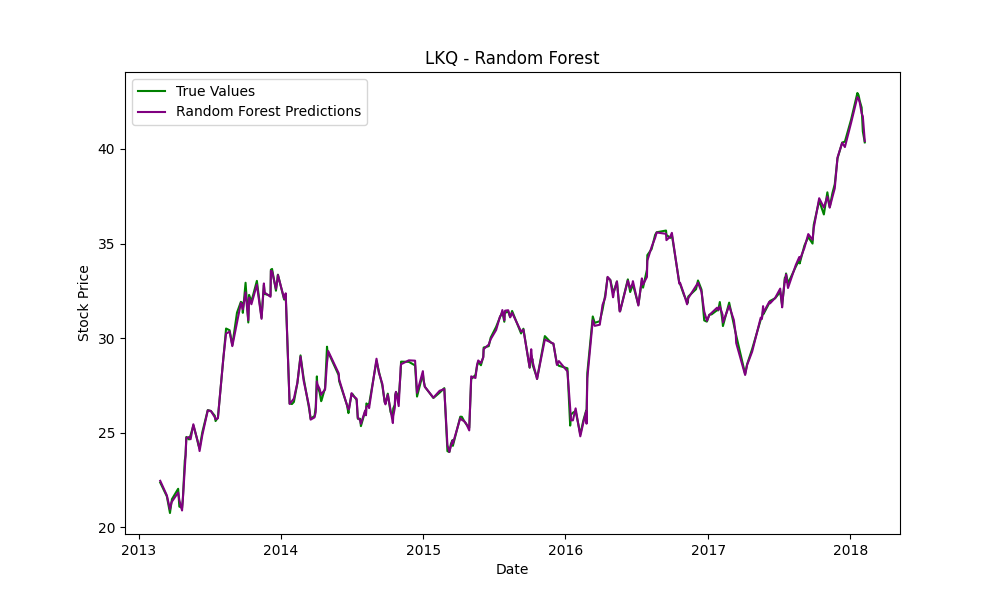 LKQ - Random Forest
True Values
Random Forest Predictions
Stock Price
40
35
30
25
20
2013 2014 2015 2016 2017 2018
Date